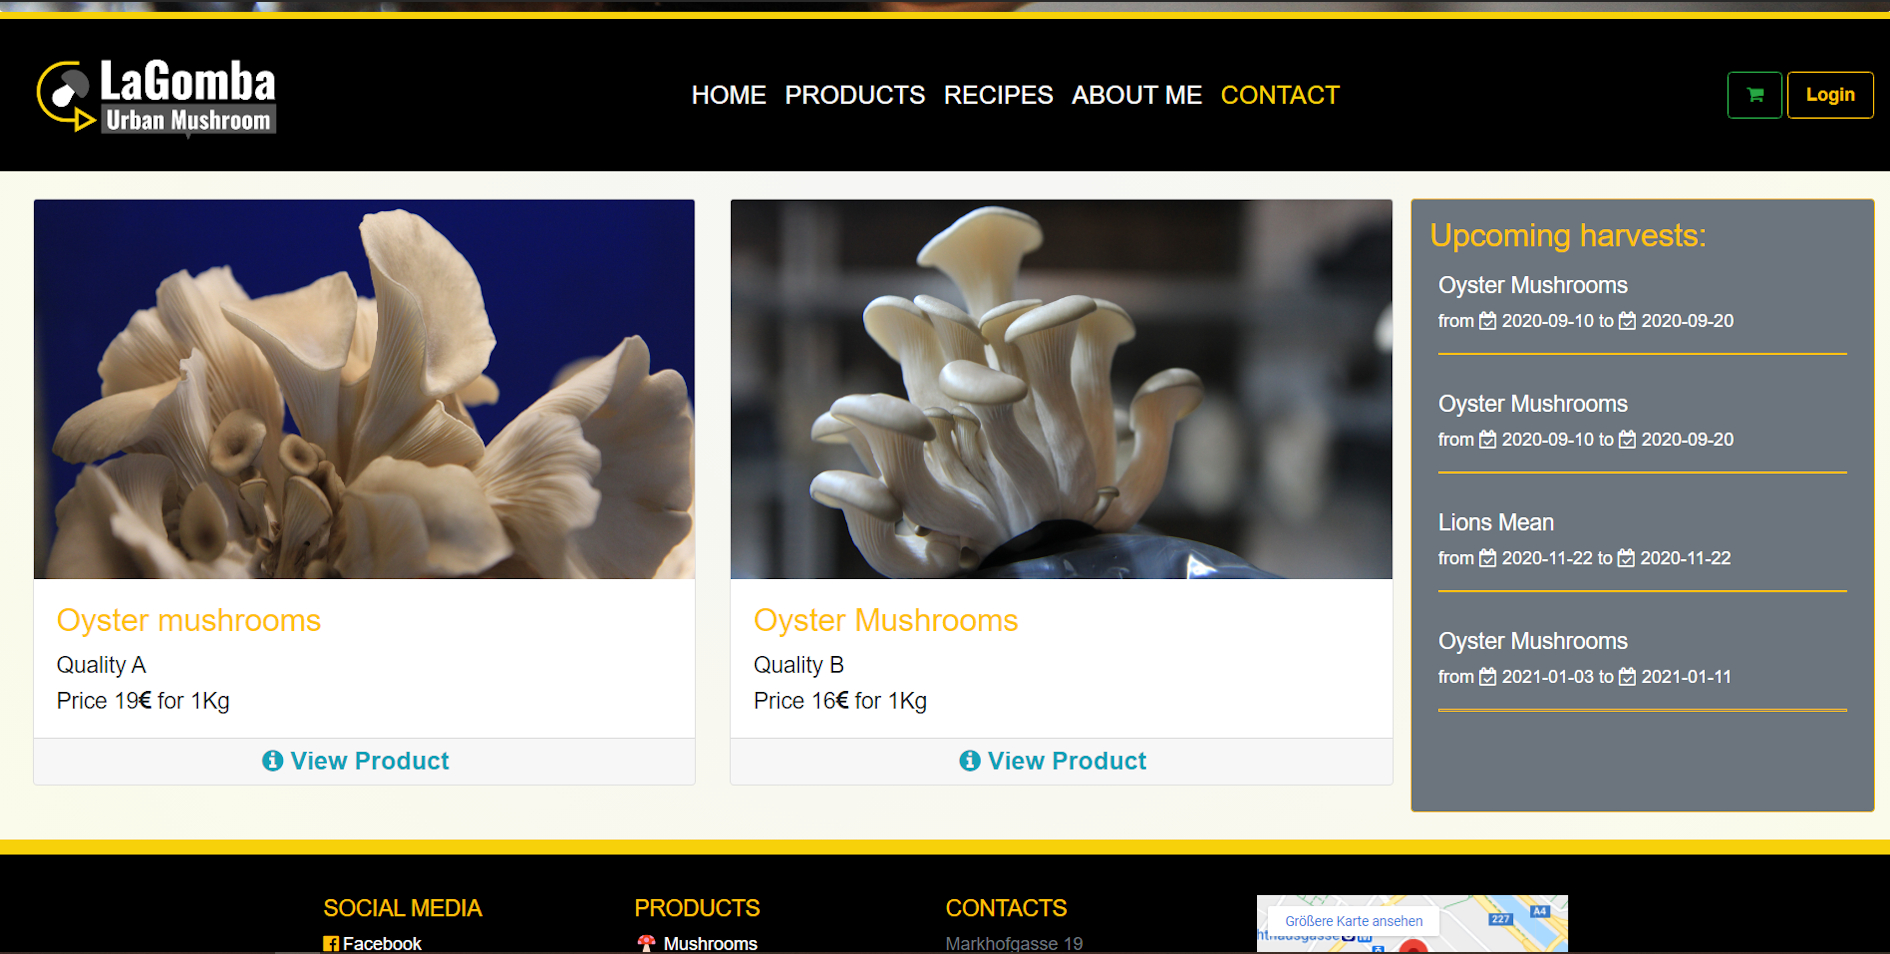 LaGomba
Urban Mushroom
HOME PRODUCTS RECIPES ABOUT ME CONTACT
Login
Oyster mushrooms
Quality A
Price 19€ for 1Kg
View Product
Oyster Mushrooms
Quality B
Price 16€ for 1Kg
View Product
Upcoming harvests:
Oyster Mushrooms
from 2020-09-10 to 2020-09-20
Oyster Mushrooms
from 2020-09-10 to 2020-09-20
Lions Mean
from 2020-11-22 to 2020-11-22
Oyster Mushrooms
from 2021-01-03 to 2021-01-11
SOCIAL MEDIA
Facebook
PRODUCTS
Mushrooms
CONTACTS
Markhofgasse 19
Größere Karte ansehen
227
A4